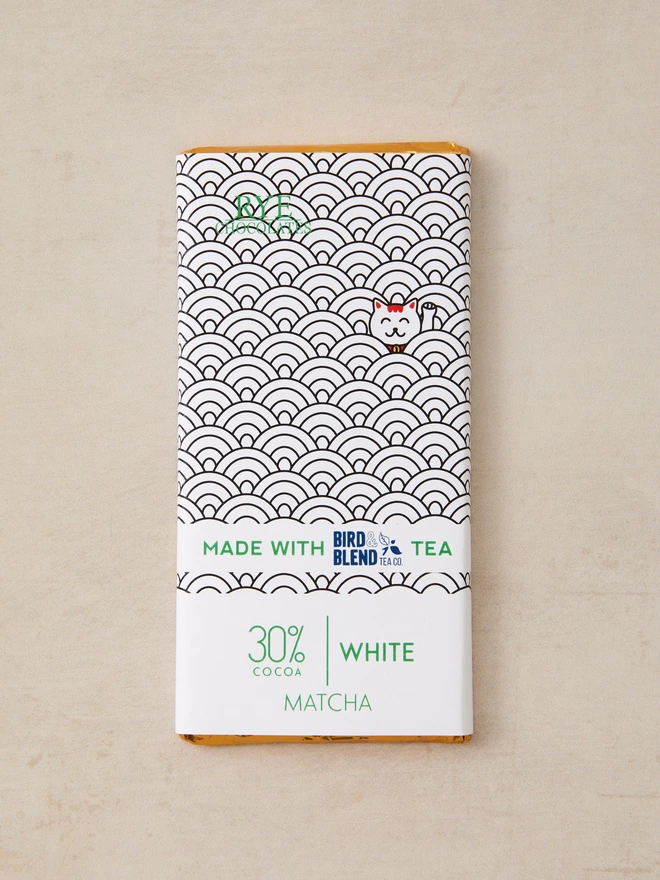 RYE
CHOCOLATES
MADE WITH BIRD & BLEND TEA CO. TEA
30% COCOA | WHITE
MATCHA